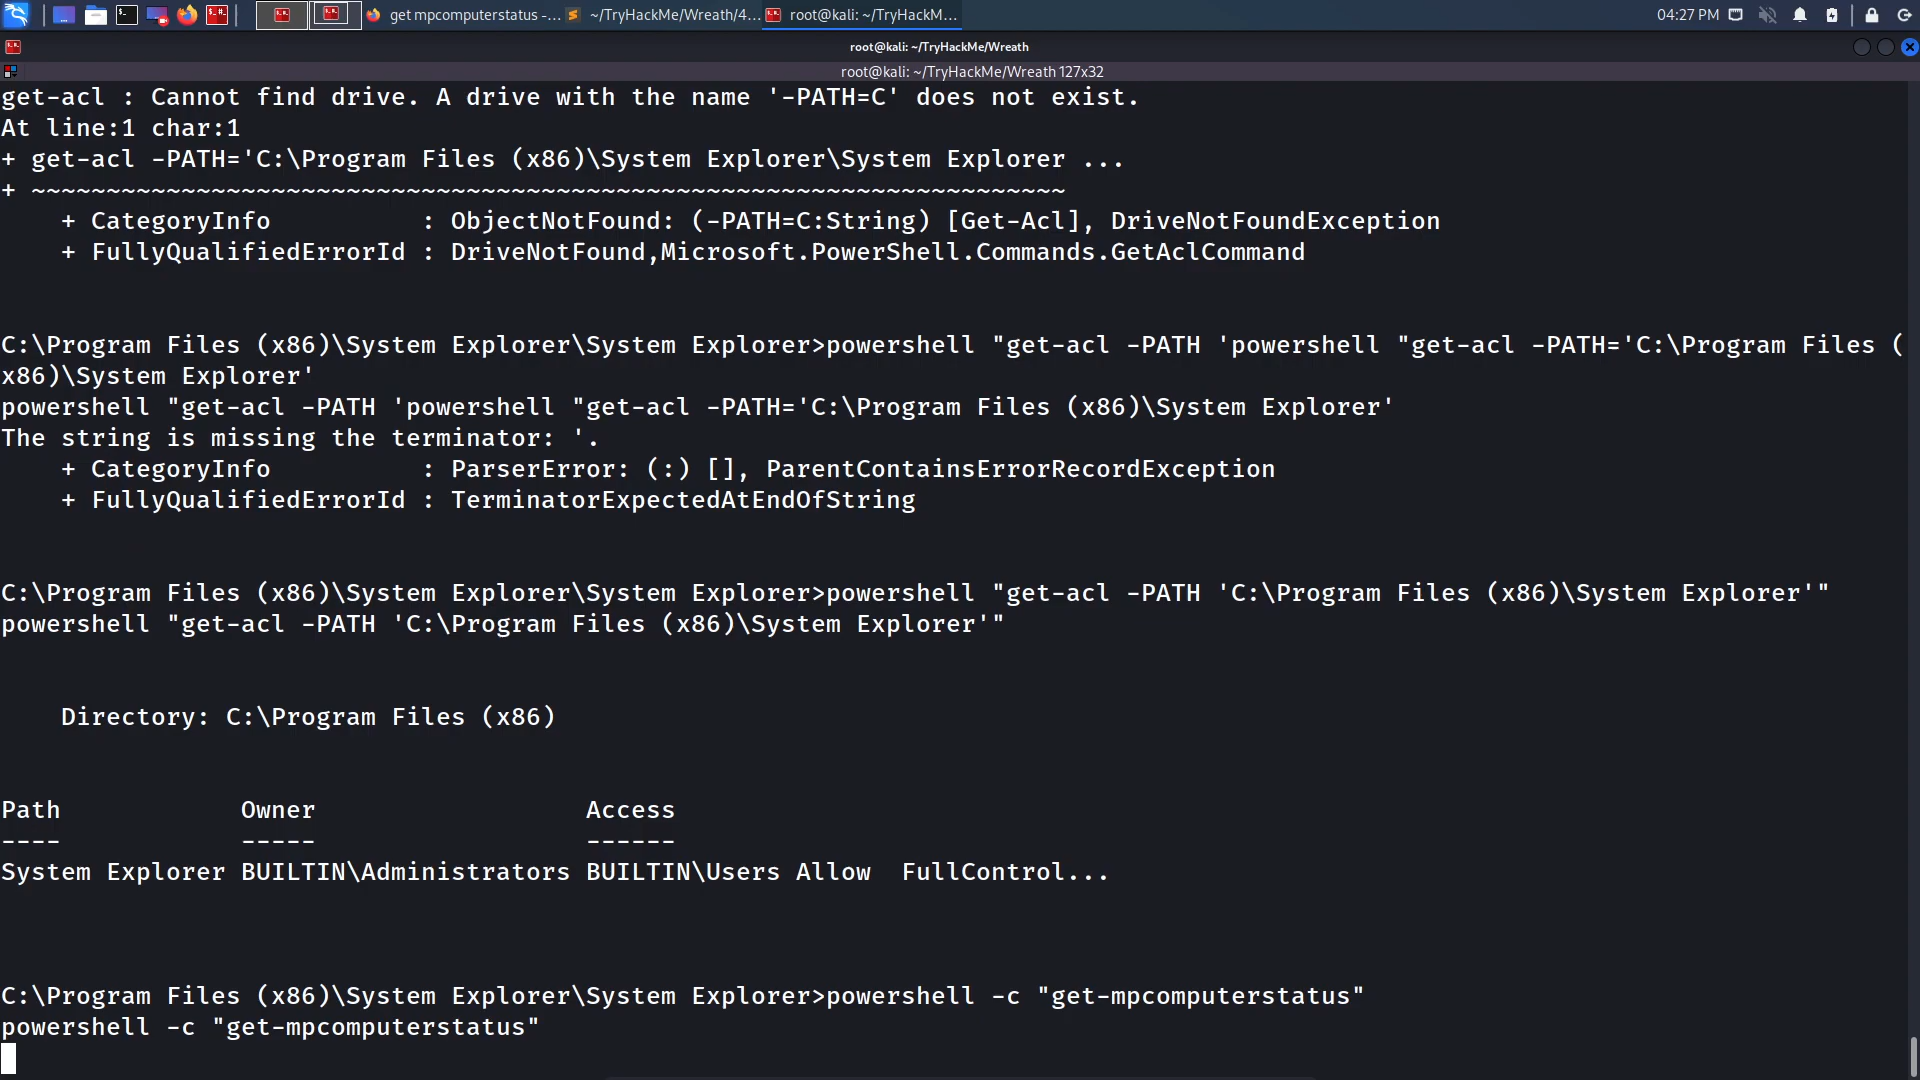 get mpcomputerstatus -...
~/TryHackMe/Wreath/4...
root@kali: ~/TryHackM...
04:27 PM
root@kali: ~/TryHackMe/Wreath
root@kali: ~/TryHackMe/Wreath 127x32
get-acl : Cannot find drive. A drive with the name '-PATH=C' does not exist.
At line:1 char:1
+ get-acl -PATH='C:\Program Files (x86)\System Explorer\System Explorer ...
+ ~~~~~~~~~~~~~~~~~~~~~~~~~~~~~~~~~~~~~~~~~~~~~~~~~~~~~~~~~~~~~~~~~~~~~
    + CategoryInfo          : ObjectNotFound: (-PATH=C:String) [Get-Acl], DriveNotFoundException
    + FullyQualifiedErrorId : DriveNotFound,Microsoft.PowerShell.Commands.GetAclCommand
C:\Program Files (x86)\System Explorer\System Explorer>powershell "get-acl -PATH 'powershell "get-acl -PATH='C:\Program Files (
x86)\System Explorer'
powershell "get-acl -PATH 'powershell "get-acl -PATH='C:\Program Files (x86)\System Explorer'
The string is missing the terminator: '.
    + CategoryInfo          : ParserError: (:) [], ParentContainsErrorRecordException
    + FullyQualifiedErrorId : TerminatorExpectedAtEndOfString
C:\Program Files (x86)\System Explorer\System Explorer>powershell "get-acl -PATH 'C:\Program Files (x86)\System Explorer'"
powershell "get-acl -PATH 'C:\Program Files (x86)\System Explorer'"
    Directory: C:\Program Files (x86)
Path            Owner                  Access
----            -----                  ------
System Explorer BUILTIN\Administrators BUILTIN\Users Allow  FullControl...
C:\Program Files (x86)\System Explorer\System Explorer>powershell -c "get-mpcomputerstatus"
powershell -c "get-mpcomputerstatus"